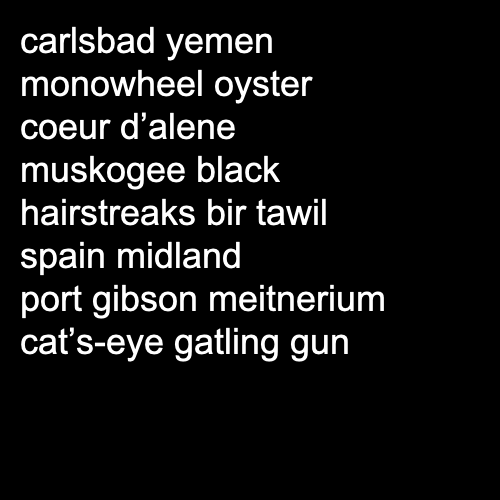 carlsbad yemen
monowheel oyster
coeur d’alene
muskogee black
hairstreaks bir tawil
spain midland
port gibson meitnerium
cat’s-eye gatling gun